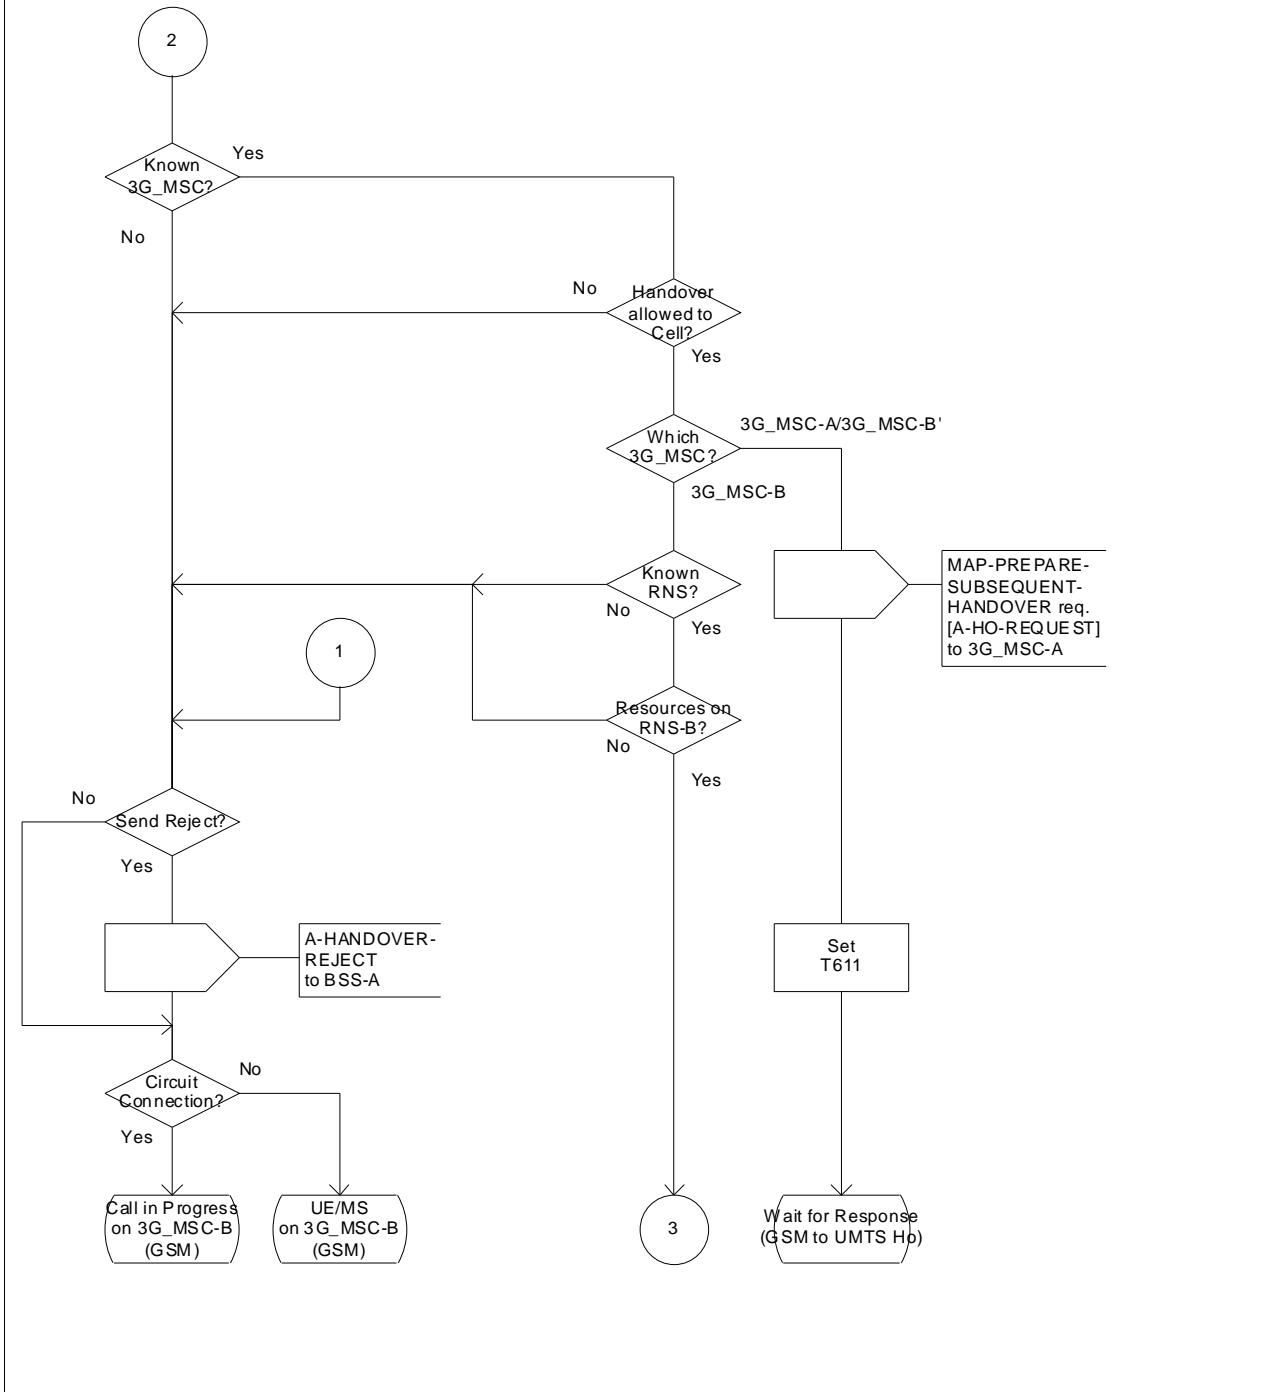 2
Known
3G_MSC?
Yes
No
Handover
allowed to
Cell?
No
Yes
Which
3G_MSC?
3G_MSC-A/3G_MSC-B'
3G_MSC-B
Known
RNS?
No
Yes
MAP-PREPARE-
SUBSEQUENT-
HANDOVER req.
[A-HO-REQUEST]
to 3G_MSC-A
1
Resources on
RNS-B?
No
Yes
No
Send Reject?
Yes
A-HANDOVER-
REJECT
to BSS-A
Set
T611
Circuit
Connection?
No
Yes
Call in Progress
on 3G_MSC-B
(GSM)
UE/MS
on 3G_MSC-B
(GSM)
3
Wait for Response
(GSM to UMTS Ho)